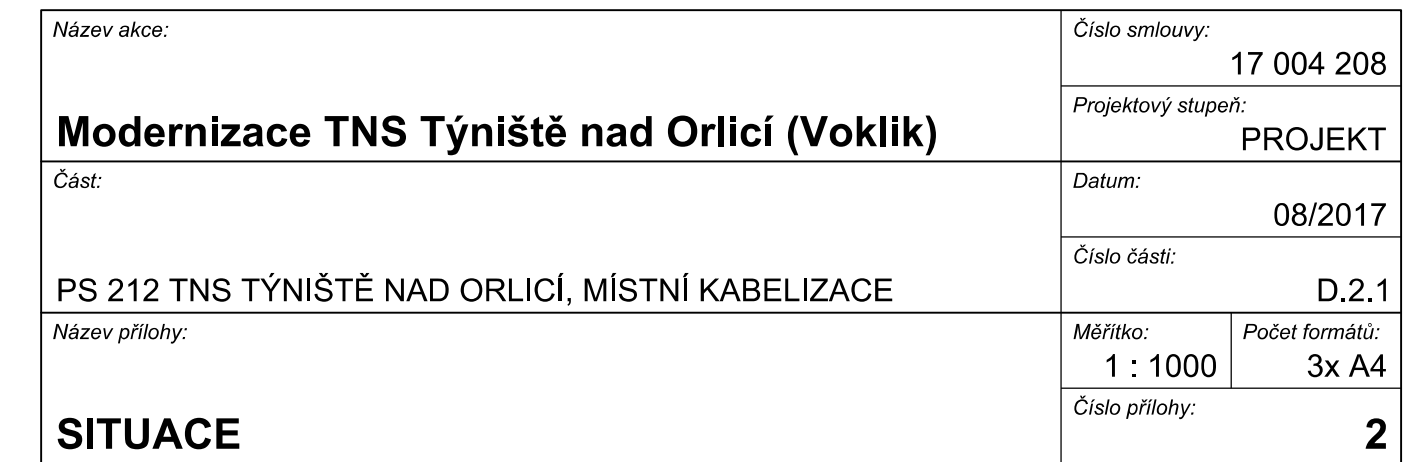 Název akce:
Modernizace TNS Týniště nad Orlicí (Voklik)
Číslo smlouvy:
17 004 208
Projektový stupeň:
PROJEKT
Část:
PS 212 TNS TÝNIŠTĚ NAD ORLICÍ, MÍSTNÍ KABELIZACE
Datum:
08/2017
Číslo části:
D.2.1
Název přílohy:
SITUACE
Měřítko:
1 : 1000
Počet formátů:
3x A4
Číslo přílohy:
2